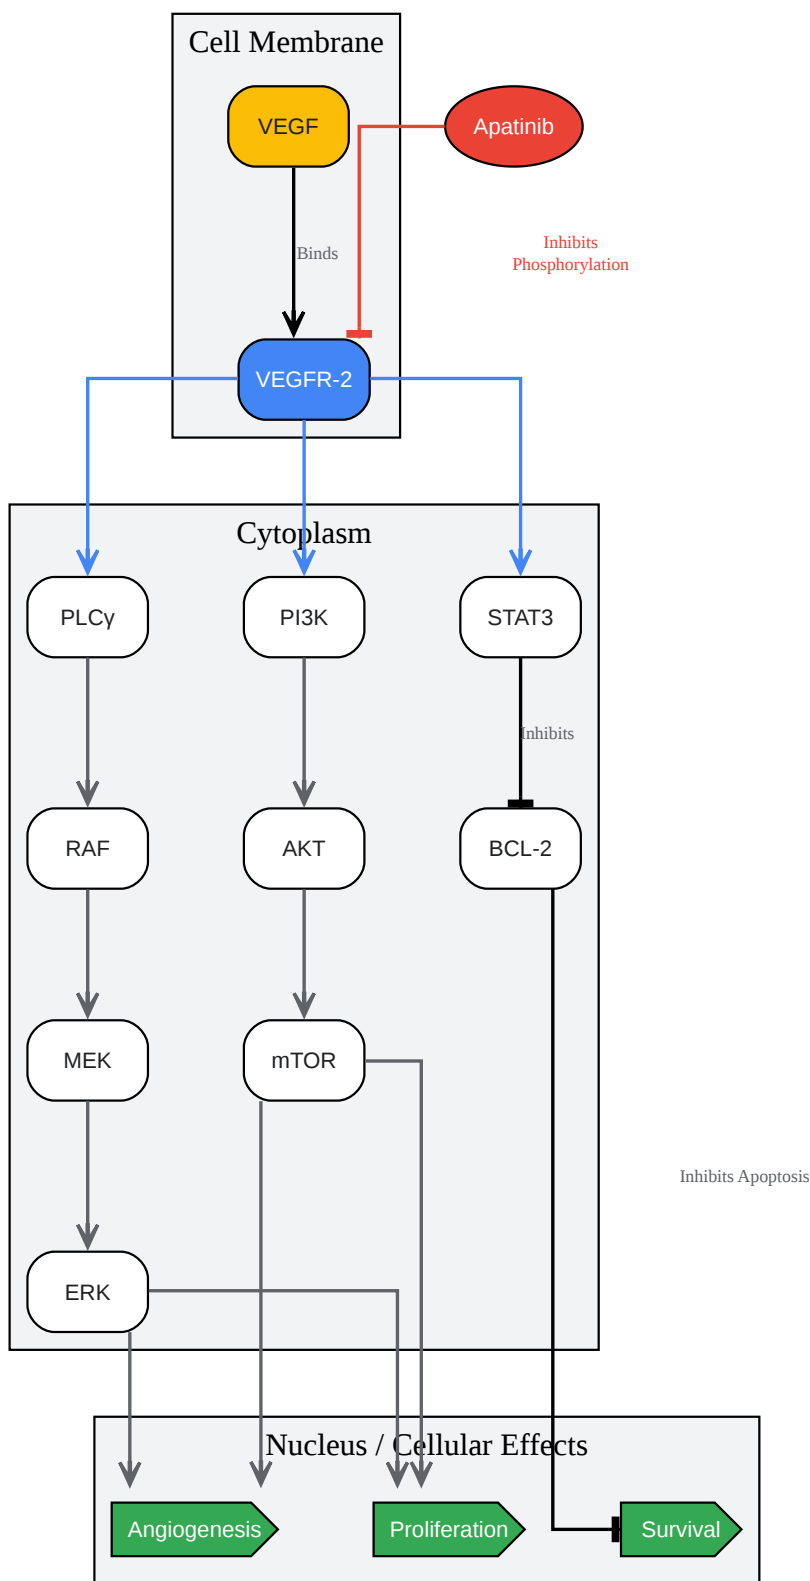 Cell Membrane
VEGF
Apatinib
Binds
Inhibits
Phosphorylation
VEGFR-2
Cytoplasm
PLCγ
PI3K
STAT3
Inhibits
RAF
AKT
BCL-2
MEK
mTOR
Inhibits Apoptosis
ERK
Nucleus / Cellular Effects
Angiogenesis
Proliferation
Survival